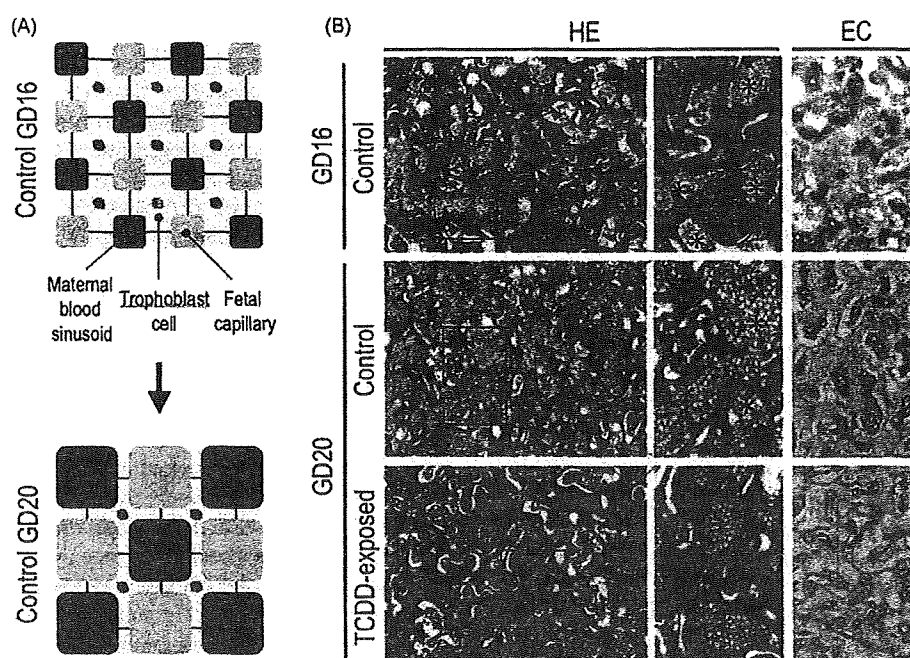 (A)
Control GD16
Maternal blood sinusoid
Trophoblast cell
Fetal capillary
Control GD20
(B)
HE
EC
GD16
Control
GD20
Control
TCDD-exposed